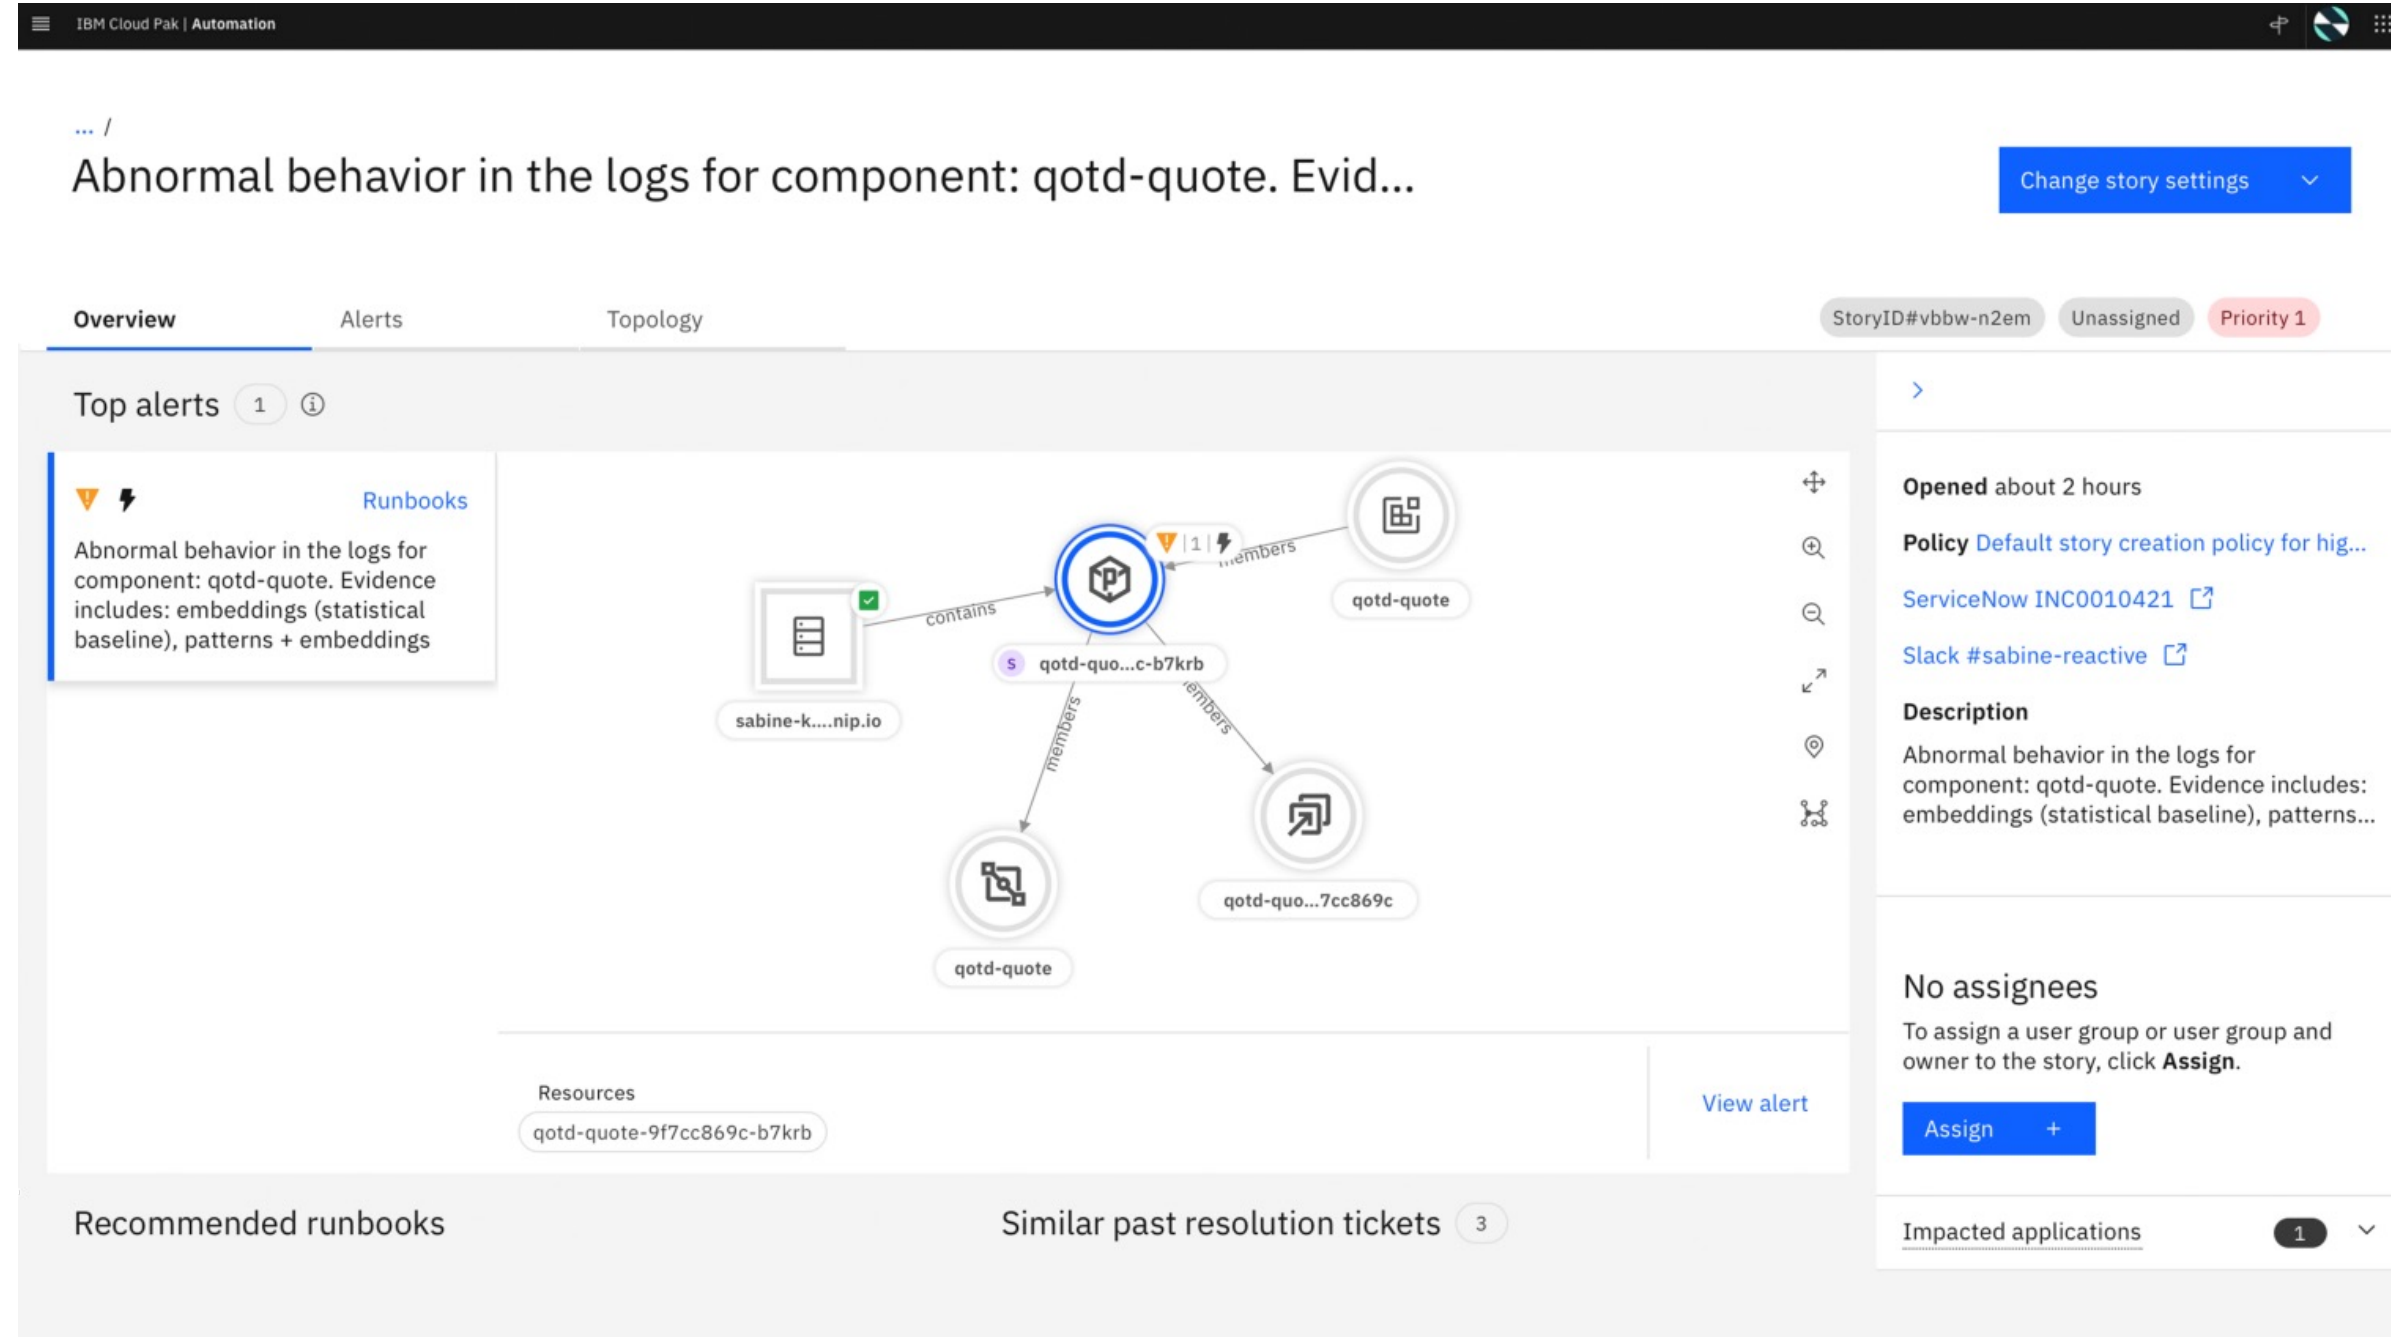 IBM Cloud Pak | Automation
... /
Abnormal behavior in the logs for component: qotd-quote. Evid...
Change story settings
Overview
Alerts
Topology
StoryID#vbbw-n2em
Unassigned
Priority 1
Top alerts 1
Runbooks
Abnormal behavior in the logs for
component: qotd-quote. Evidence
includes: embeddings (statistical
baseline), patterns + embeddings
1
members
qotd-quote
contains
S qotd-quo...c-b7krb
sabine-k....nip.io
members
embers
qotd-quo...7cc869c
qotd-quote
Resources
qotd-quote-9f7cc869c-b7krb
View alert
Recommended runbooks
Similar past resolution tickets 3
Opened about 2 hours
Policy Default story creation policy for hig...
ServiceNow INC0010421
Slack #sabine-reactive
Description
Abnormal behavior in the logs for
component: qotd-quote. Evidence includes:
embeddings (statistical baseline), patterns...
No assignees
To assign a user group or user group and
owner to the story, click Assign.
Assign +
Impacted applications 1